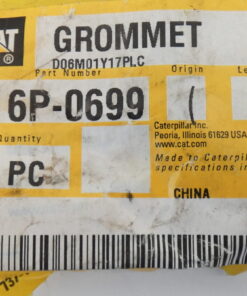 CAT ®
GROMMET
D06M01Y17PLC
Part Number
Origin
6P-0699
(
Caterpillar Inc.
Peoria, Illinois 61629 USA
www.cat.com
Quantity
Made to Caterpillar
specifications in
PC
CHINA